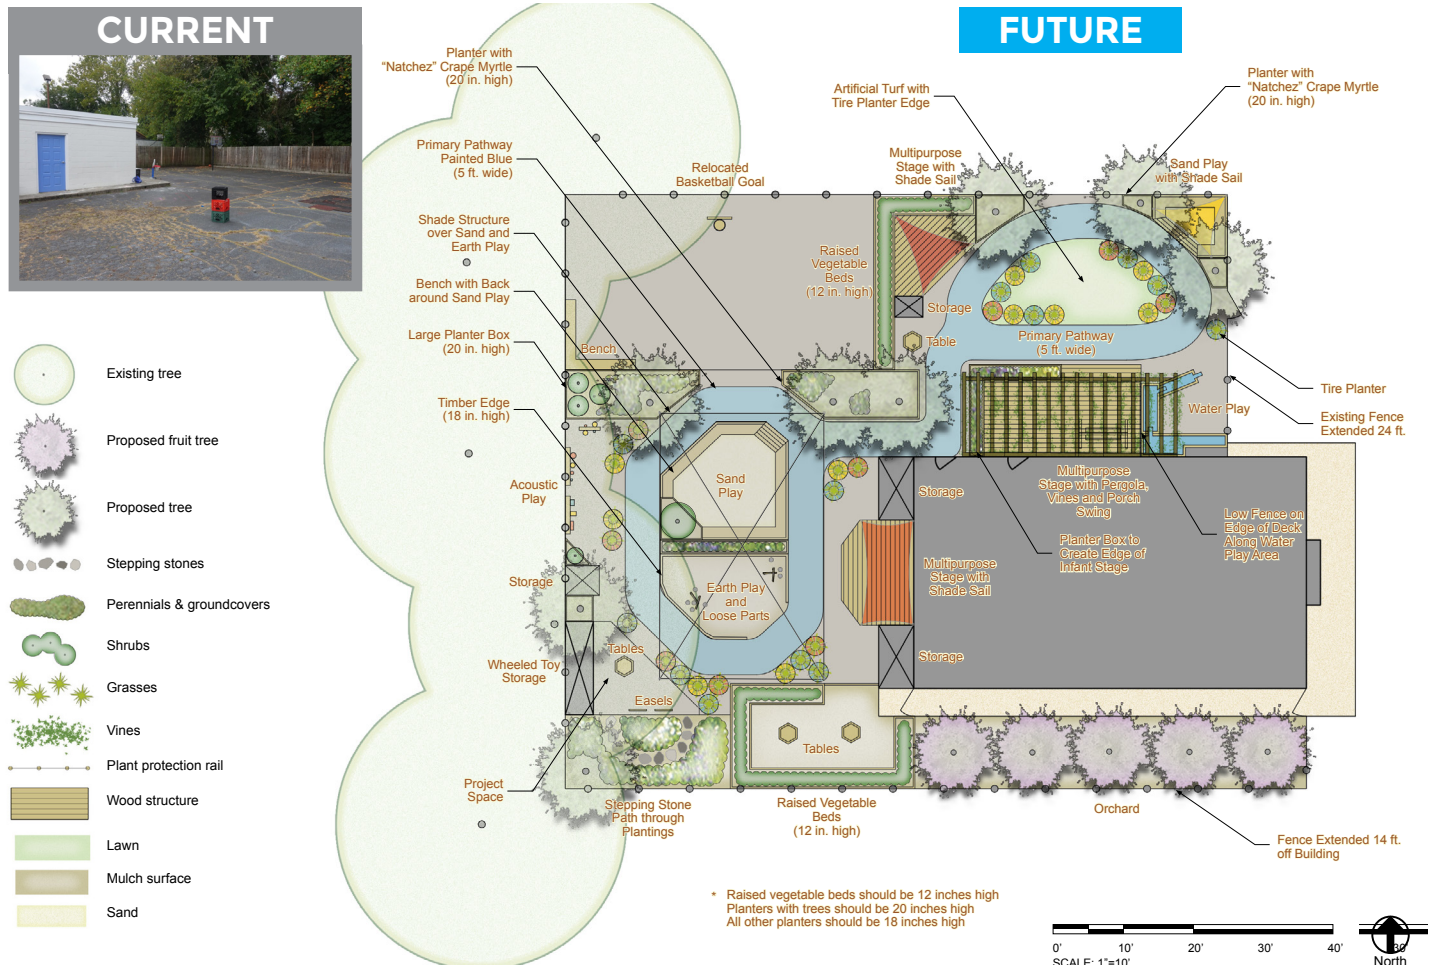 CURRENT
FUTURE
Planter with
“Natchez” Crape Myrtle
(20 in. high)
Primary Pathway
Painted Blue
(5 ft. wide)
Shade Structure
over Sand and
Earth Play
Bench with Back
around Sand Play
Large Planter Box
(20 in. high)
Timber Edge
(18 in. high)
Relocated
Basketball Goal
Artificial Turf with
Tire Planter Edge
Multipurpose
Stage with
Shade Sail
Planter with
“Natchez” Crape Myrtle
(20 in. high)
Sand Play
with Shade Sail
Raised
Vegetable
Beds
(12 in. high)
Storage
Table
Primary Pathway
(5 ft. wide)
Bench
Tire Planter
Water Play
Existing Fence
Extended 24 ft.
Acoustic
Play
Sand
Play
Storage
Multipurpose
Stage with Pergola,
Vines and Porch
Swing
Low Fence on
Edge of Deck
Along Water
Play Area
Planter Box to
Create Edge of
Infant Stage
Multipurpose
Stage with
Shade Sail
Storage
Earth Play
and
Loose Parts
Wheeled Toy
Storage
Tables
Storage
Easels
Tables
Project
Space
Stepping Stone
Path through
Plantings
Raised Vegetable
Beds
(12 in. high)
Orchard
Fence Extended 14 ft.
off Building
Existing tree
Proposed fruit tree
Proposed tree
Stepping stones
Perennials & groundcovers
Shrubs
Grasses
Vines
Plant protection rail
Wood structure
Lawn
Mulch surface
Sand
* Raised vegetable beds should be 12 inches high
Planters with trees should be 20 inches high
All other planters should be 18 inches high
0' 10' 20' 30' 40'
SCALE: 1"=10'
30'
North